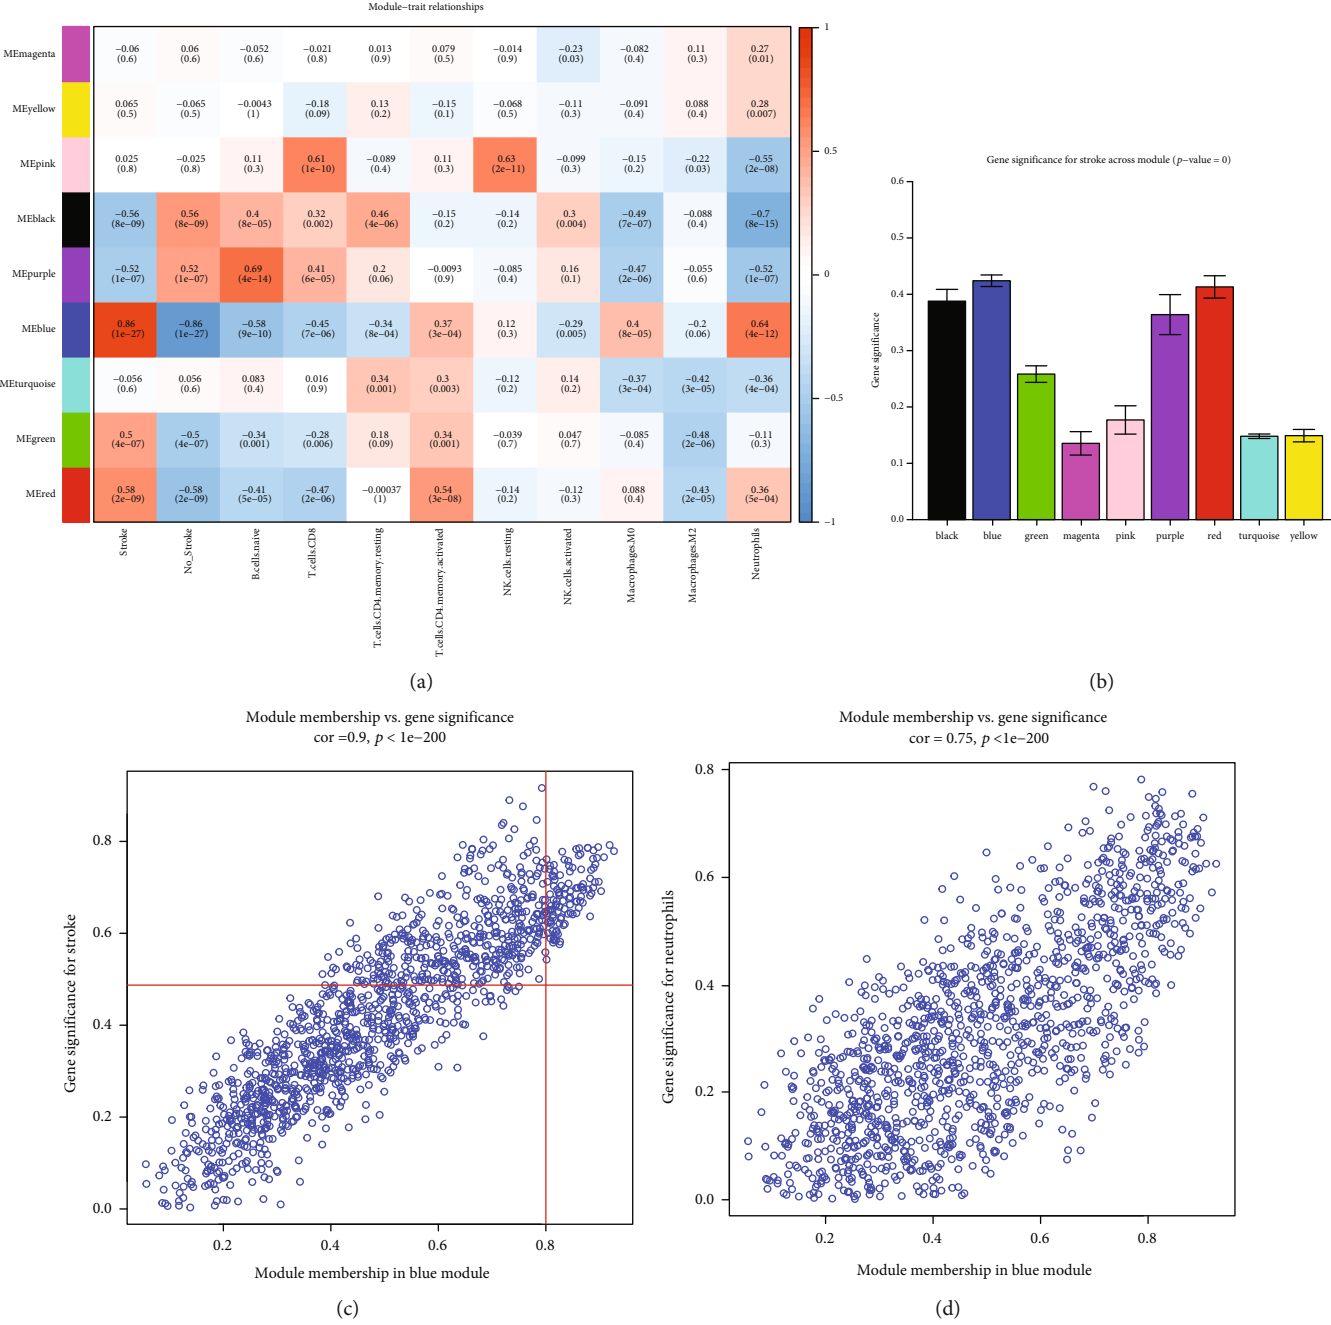 Module−trait relationships
MEmagenta −0.06 0.06 −0.052 −0.021 0.013 0.079 −0.014 −0.23 −0.082 0.11 0.27
(0.6) (0.6) (0.6) (0.8) (0.9) (0.5) (0.9) (0.03) (0.4) (0.3) (0.01)
MEyellow 0.065 −0.065 −0.0043 −0.18 0.13 −0.15 −0.068 −0.11 −0.091 0.088 0.28
(0.5) (0.5) (1) (0.09) (0.2) (0.1) (0.5) (0.3) (0.4) (0.4) (0.007)
MEpink 0.025 −0.025 0.11 0.61 −0.089 0.11 0.63 −0.099 −0.15 −0.22 −0.55
(0.8) (0.8) (0.3) (1e−10) (0.4) (0.3) (2e−11) (0.3) (0.2) (0.03) (2e−08)
MEblack −0.56 0.56 0.4 0.32 0.46 −0.15 −0.14 0.3 −0.49 −0.088 −0.7
(8e−09) (8e−09) (8e−05) (0.002) (4e−06) (0.2) (0.2) (0.004) (7e−07) (0.4) (8e−15)
MEpurple −0.52 0.52 0.69 0.41 0.2 −0.0093 −0.085 0.16 −0.47 −0.055 −0.52
(1e−07) (1e−07) (4e−14) (6e−05) (0.06) (0.9) (0.4) (0.1) (2e−06) (0.6) (1e−07)
MEblue 0.86 −0.86 −0.58 −0.45 −0.34 0.37 0.12 −0.29 0.4 −0.2 0.64
(1e−27) (1e−27) (9e−10) (7e−06) (8e−04) (3e−04) (0.3) (0.005) (8e−05) (0.06) (4e−12)
MEturquoise −0.056 0.056 0.083 0.016 0.34 0.3 −0.12 0.14 −0.37 −0.42 −0.36
(0.6) (0.6) (0.4) (0.9) (0.001) (0.003) (0.2) (0.2) (3e−04) (3e−05) (4e−04)
MEgreen 0.5 −0.5 −0.34 −0.28 0.18 0.34 −0.039 0.047 −0.085 −0.48 −0.11
(4e−07) (4e−07) (0.001) (0.006) (0.09) (0.001) (0.7) (0.7) (0.4) (2e−06) (0.3)
MEred 0.58 −0.58 −0.41 −0.47 −0.00037 0.54 −0.14 −0.12 0.088 −0.43 0.36
(2e−09) (2e−09) (5e−05) (2e−06) (1) (3e−08) (0.2) (0.3) (0.4) (2e−05) (5e−04)
Stroke
No_Stroke
B.cells.naive
T.cells.CD8
T.cells.CD4.memory.resting
T.cells.CD4.memory.activated
NK.cells.resting
NK.cells.activated
Macrophages.M0
Macrophages.M2
Neutrophils
1
0.5
0
−0.5
−1
(a)
Gene significance for stroke across module (p−value = 0)
Gene significance
0.6
0.5
0.4
0.3
0.2
0.1
0.0
black blue green magenta pink purple red turquoise yellow
(b)
Module membership vs. gene significance
cor =0.9, p < 1e−200
Gene significance for stroke
0.8
0.6
0.4
0.2
0.0
0.2 0.4 0.6 0.8
Module membership in blue module
(c)
Module membership vs. gene significance
cor = 0.75, p <1e−200
Gene significance for neutrophils
0.8
0.6
0.4
0.2
0.0
0.2 0.4 0.6 0.8
Module membership in blue module
(d)